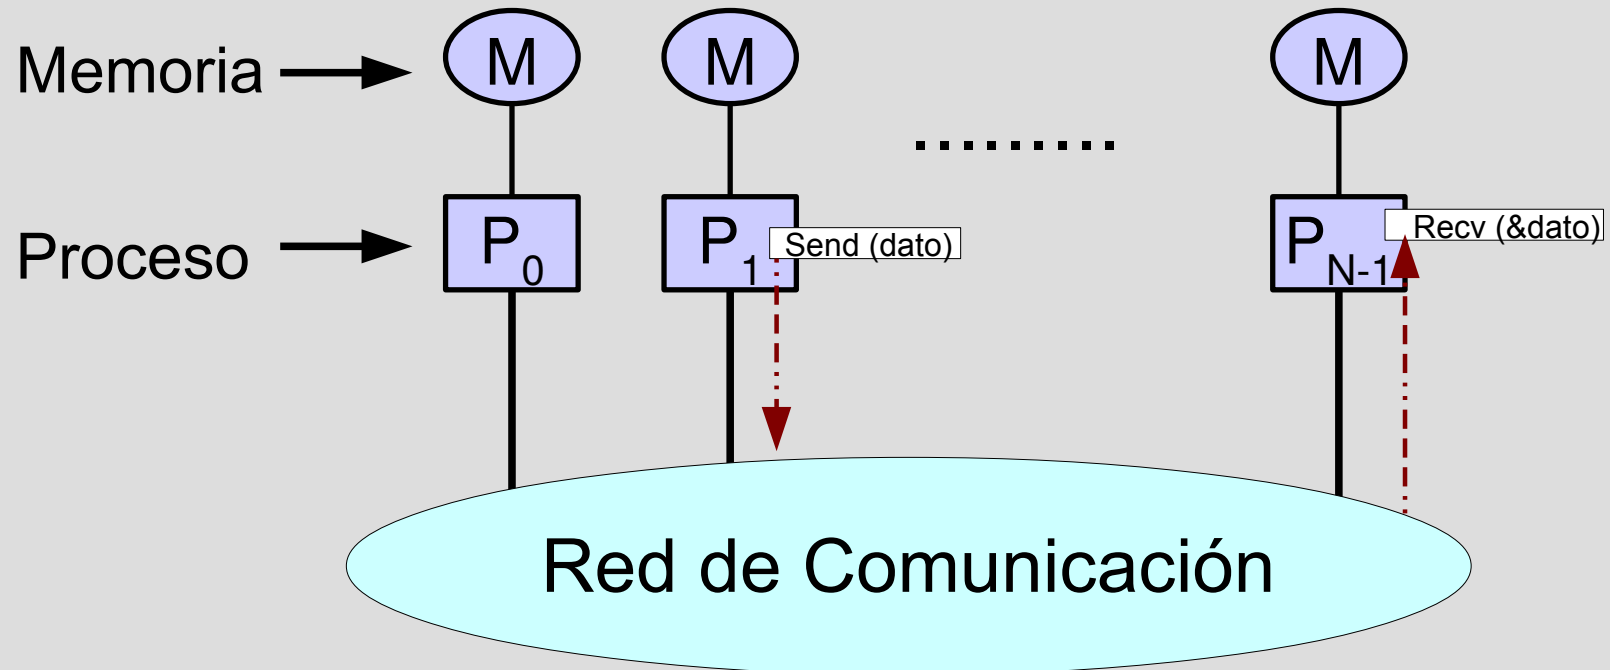 Memoria
M
M
M
Proceso
P0
P1
Send (dato)
PN-1
Recv (&dato)
Red de Comunicación